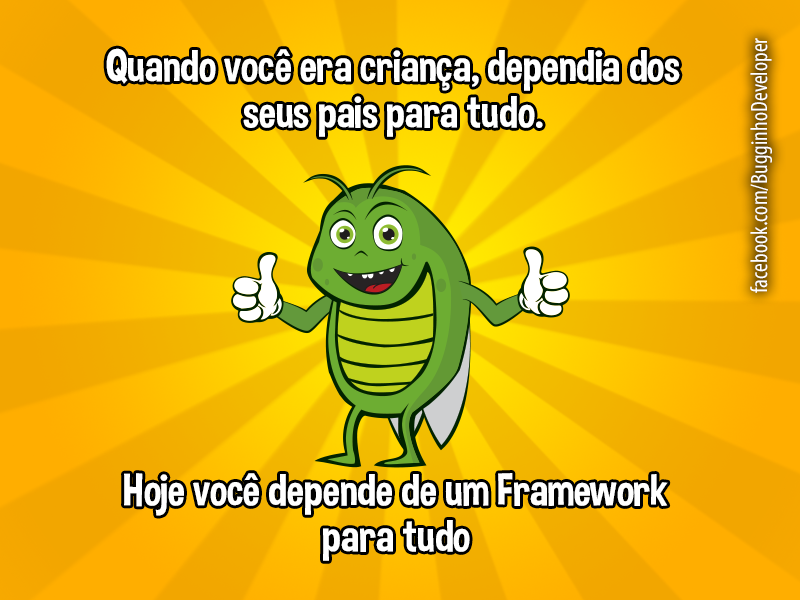 Quando você era criança, dependia dos
seus pais para tudo.
facebook.com/BugginhoDeveloper
Hoje você depende de um Framework
para tudo